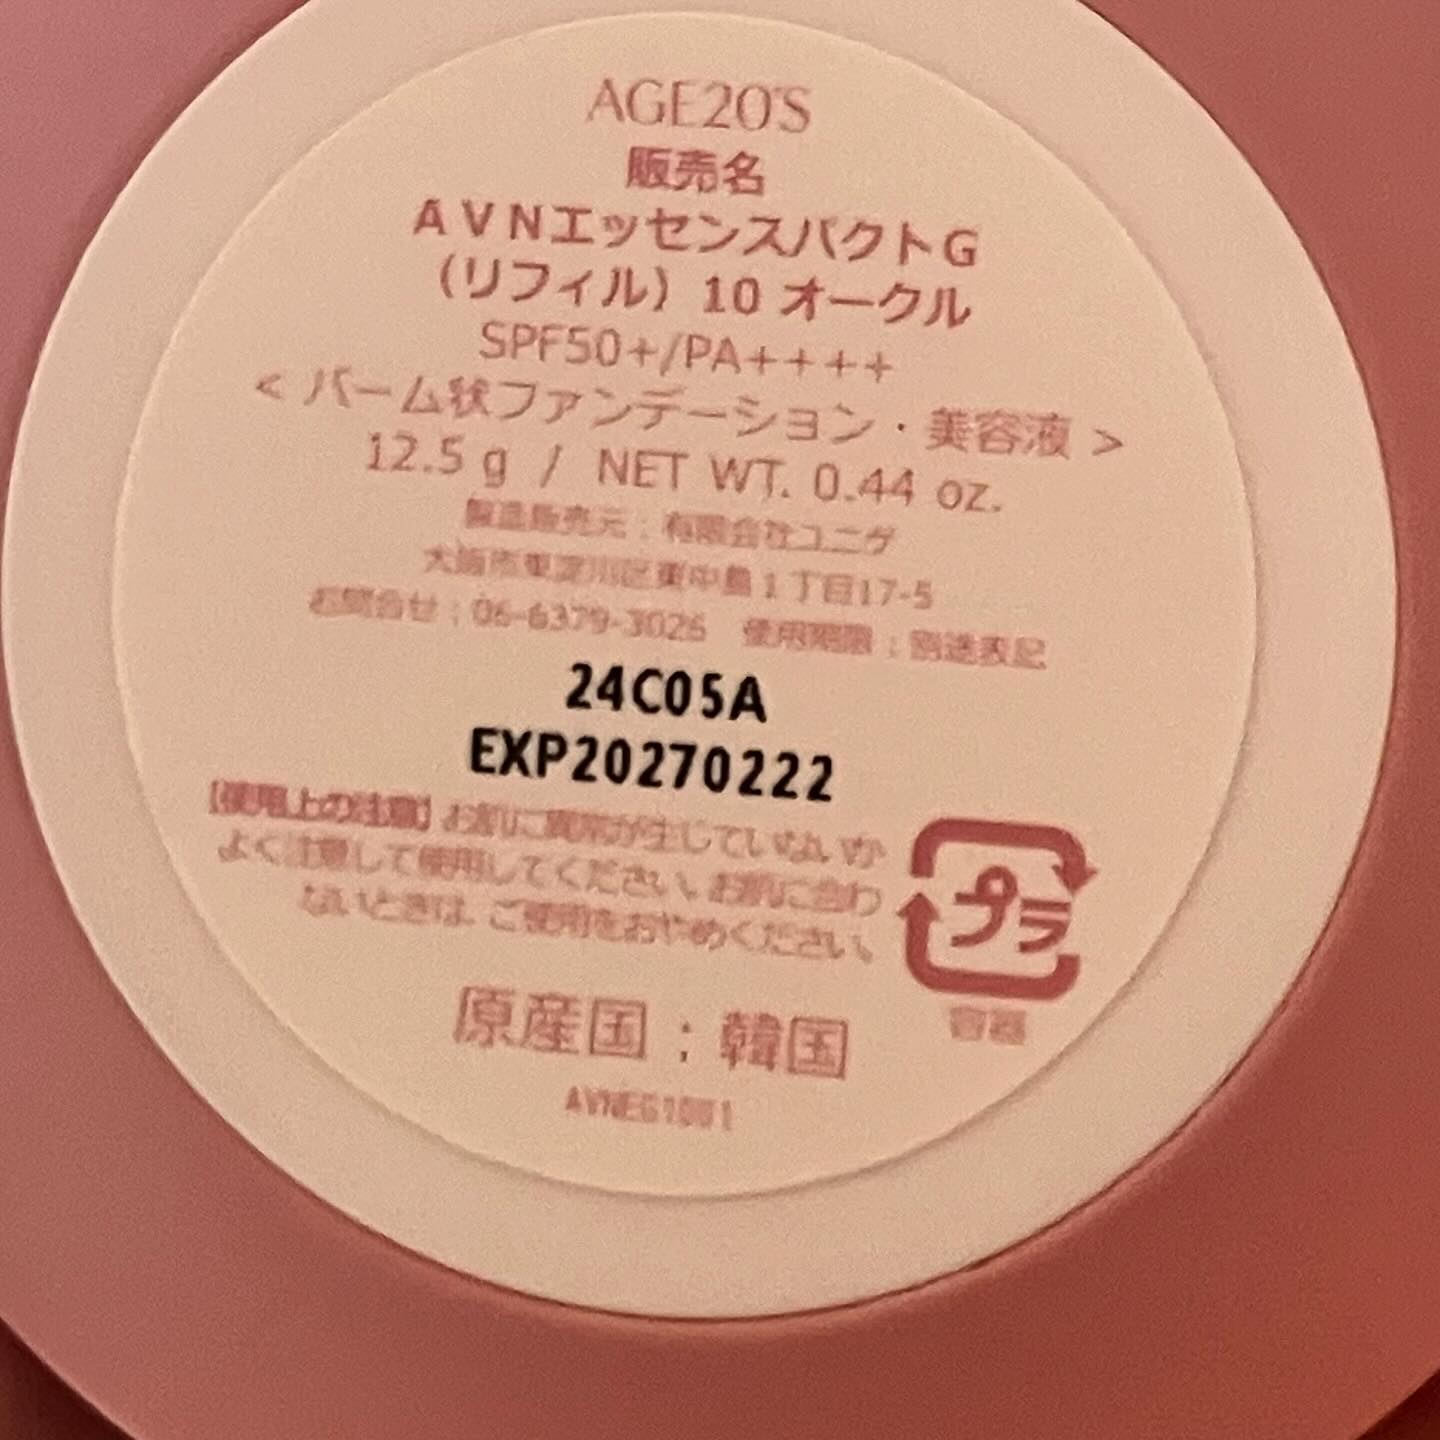 AGE20'S
販売名
AVNエッセンスパクトG
（リフィル）10 オークル
SPF50+/PA++++
< バーム状ファンデーション・美容液 >
12.5 g / NET WT. 0.44 oz.
製造販売元：有限会社ユニゲ
大阪市東淀川区東中島1丁目17-5
お問合せ：06-6379-3026 使用期限：別途表記
24C05A
EXP20270222
[使用上の注意] お肌に異常が生じていないか
よく注意して使用してください。お肌に合わ
ないときは、ご使用をおやめください。
プラ
容器
原産国：韓国